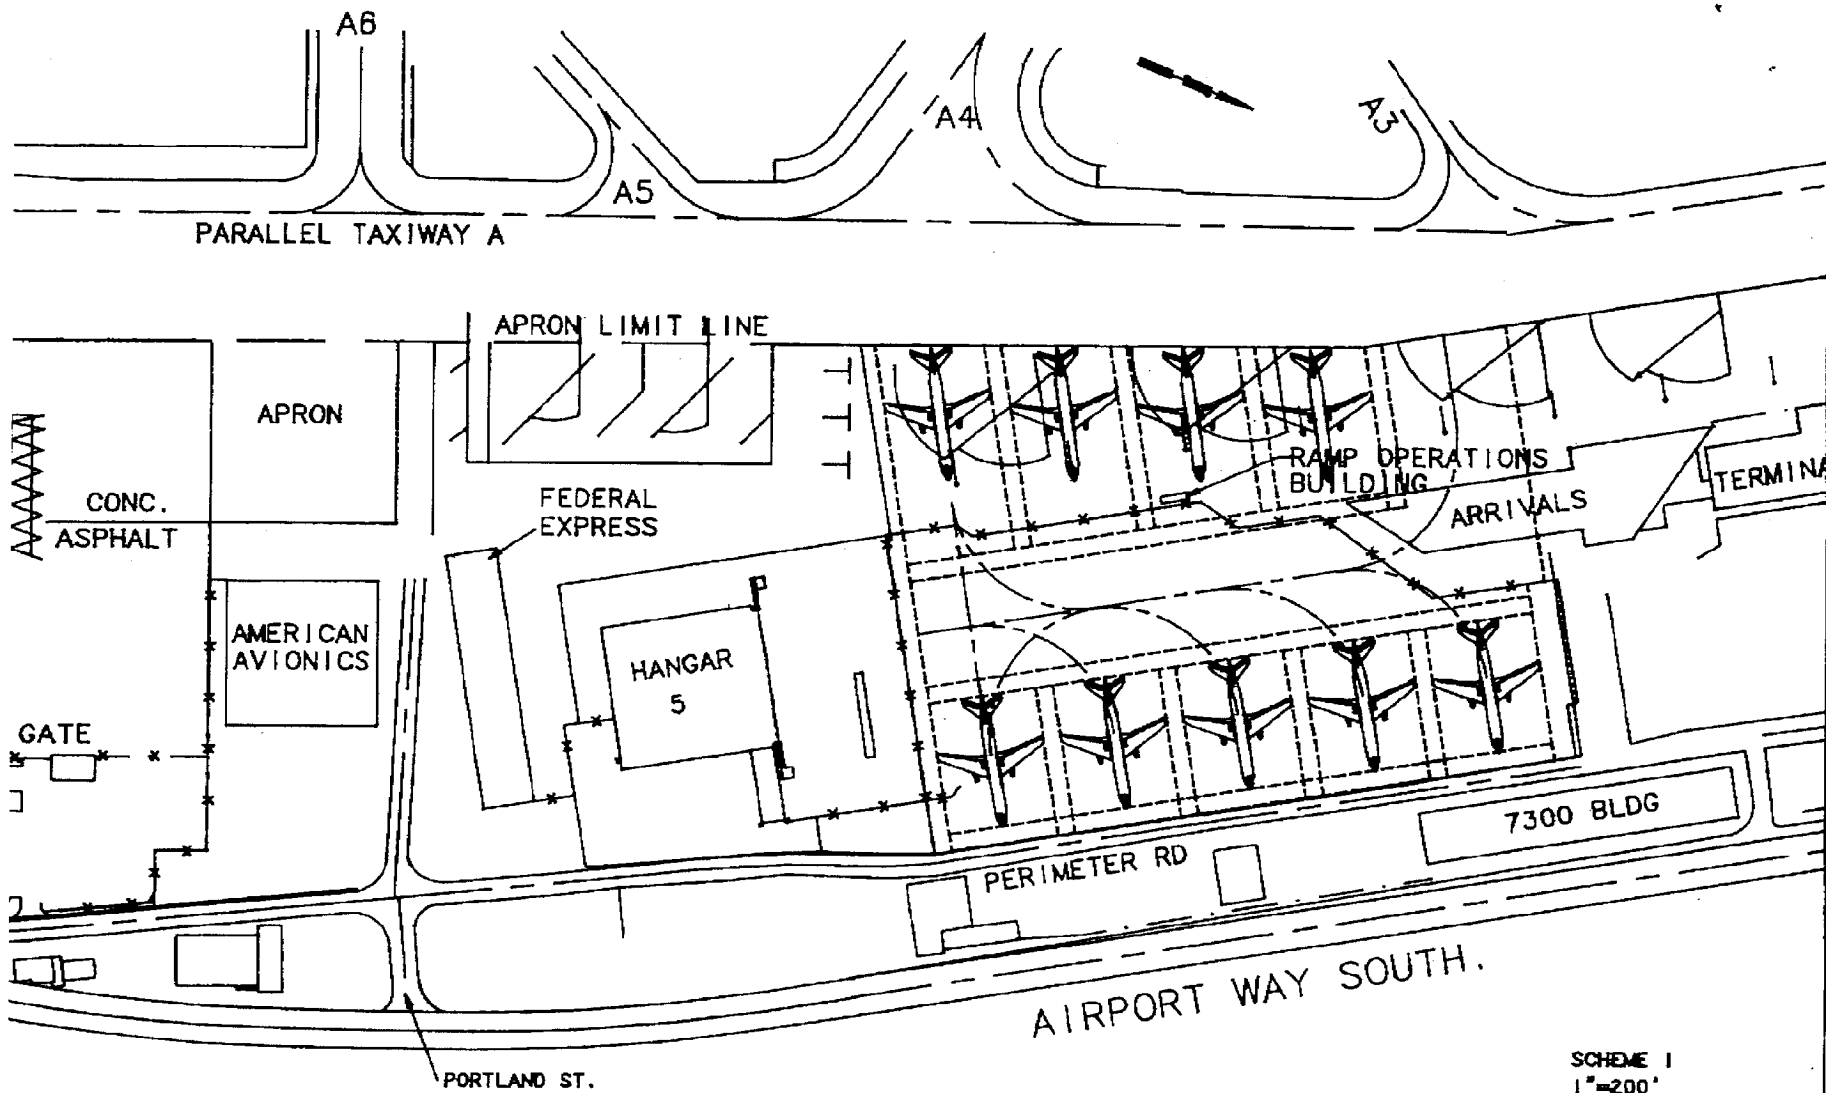 A6
A4
A3
A5
PARALLEL TAXIWAY A
APRON LIMIT LINE
APRON
RAMP OPERATIONS
BUILDING
TERMINA
ARRIVALS
CONC.
ASPHALT
FEDERAL
EXPRESS
AMERICAN
AVIONICS
HANGAR
5
GATE
7300 BLDG
PERIMETER RD
AIRPORT WAY SOUTH.
PORTLAND ST.
SCHEME 1
1"=200'